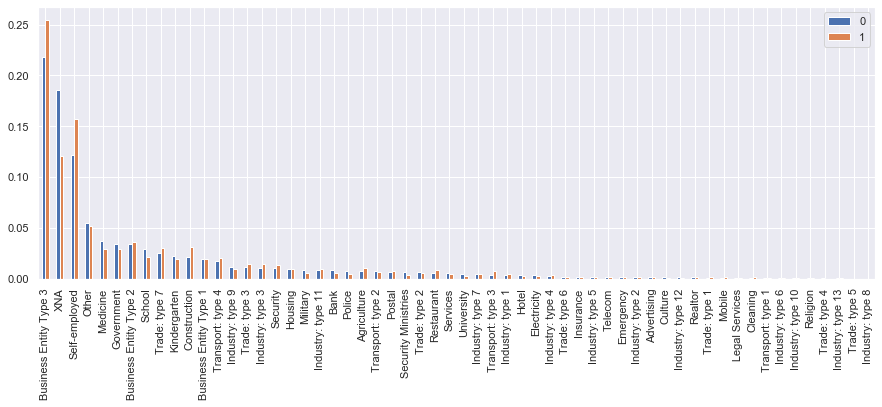 0.25
0.20
0.15
0.10
0.05
0.00
0
1
Business Entity Type 3
XNA
Self-employed
Other
Medicine
Government
Business Entity Type 2
School
Trade: type 7
Kindergarten
Construction
Business Entity Type 1
Transport: type 4
Industry: type 9
Trade: type 3
Industry: type 3
Security
Housing
Military
Industry: type 11
Bank
Police
Agriculture
Transport: type 2
Postal
Security Ministries
Trade: type 2
Restaurant
Services
University
Industry: type 7
Transport: type 3
Industry: type 1
Hotel
Electricity
Industry: type 4
Trade: type 6
Insurance
Industry: type 5
Telecom
Emergency
Industry: type 2
Advertising
Culture
Industry: type 12
Realtor
Trade: type 1
Mobile
Legal Services
Cleaning
Transport: type 1
Industry: type 6
Industry: type 10
Religion
Trade: type 4
Industry: type 13
Trade: type 5
Industry: type 8